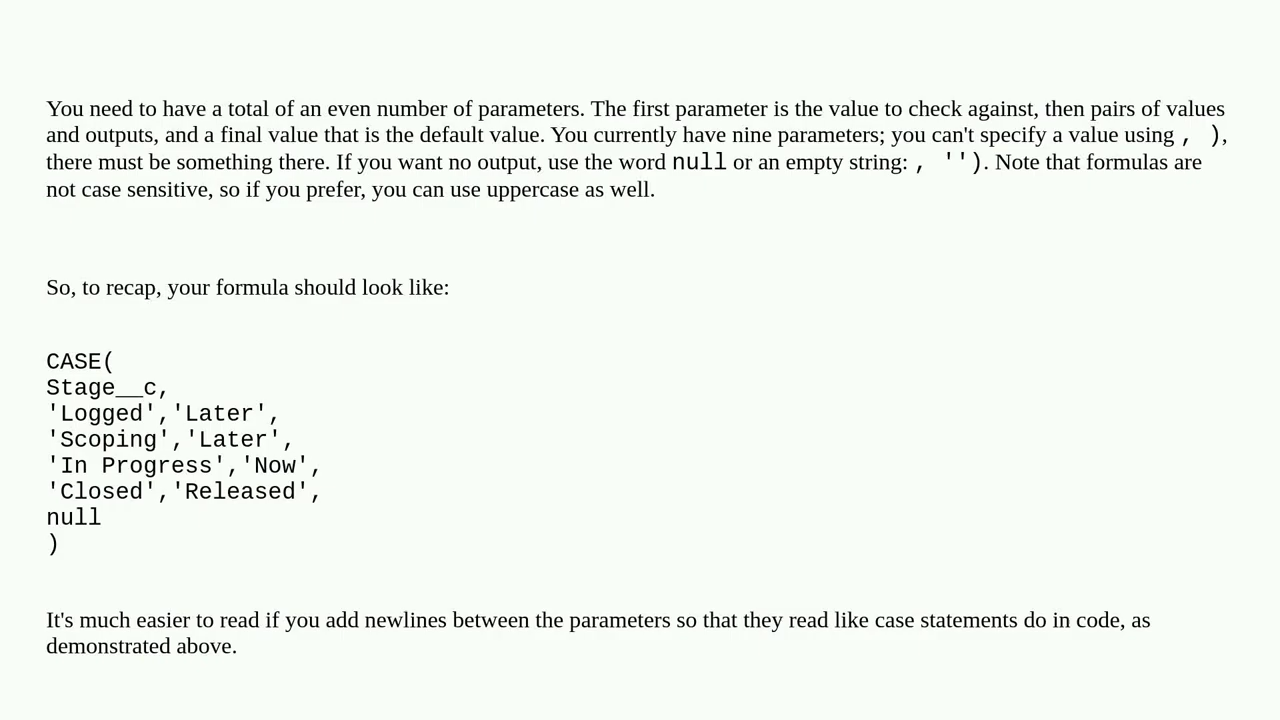 You need to have a total of an even number of parameters. The first parameter is the value to check against, then pairs of values
and outputs, and a final value that is the default value. You currently have nine parameters; you can't specify a value using , ),
there must be something there. If you want no output, use the word null or an empty string: , ''). Note that formulas are
not case sensitive, so if you prefer, you can use uppercase as well.
So, to recap, your formula should look like:
CASE(
Stage__c,
'Logged','Later',
'Scoping','Later',
'In Progress','Now',
'Closed','Released',
null
)
It's much easier to read if you add newlines between the parameters so that they read like case statements do in code, as
demonstrated above.